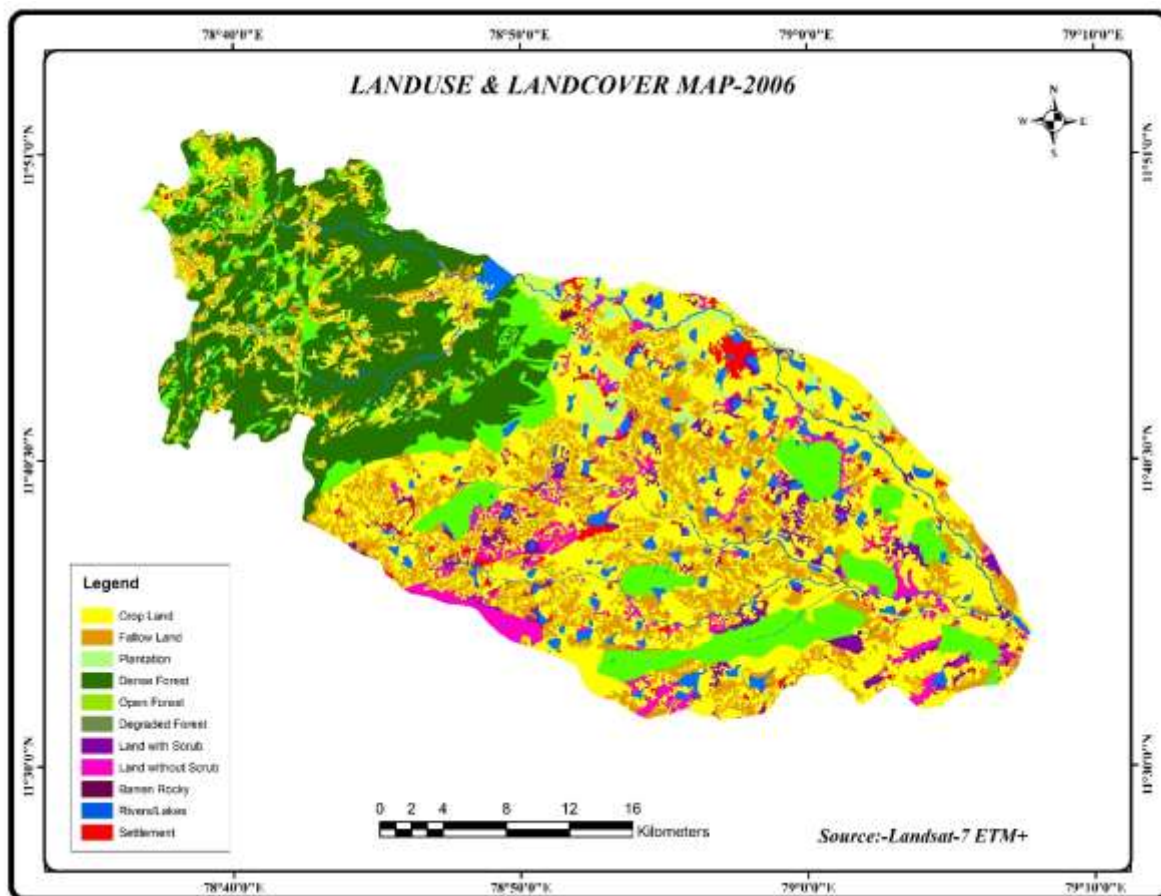 78°40'0"E 78°50'0"E 79°0'0"E 79°10'0"E
LANDUSE & LANDCOVER MAP-2006
N
W E
S
11°51'0"N 11°51'0"N
11°40'30"N 11°40'30"N
11°30'0"N 11°30'0"N
Legend
Crop Land
Fallow Land
Plantation
Dense Forest
Open Forest
Degraded Forest
Land with Scrub
Land without Scrub
Barren Rocky
Rivers/Lakes
Settlement
0 2 4 8 12 16
Kilometers
Source:-Landsat-7 ETM+
78°40'0"E 78°50'0"E 79°0'0"E 79°10'0"E